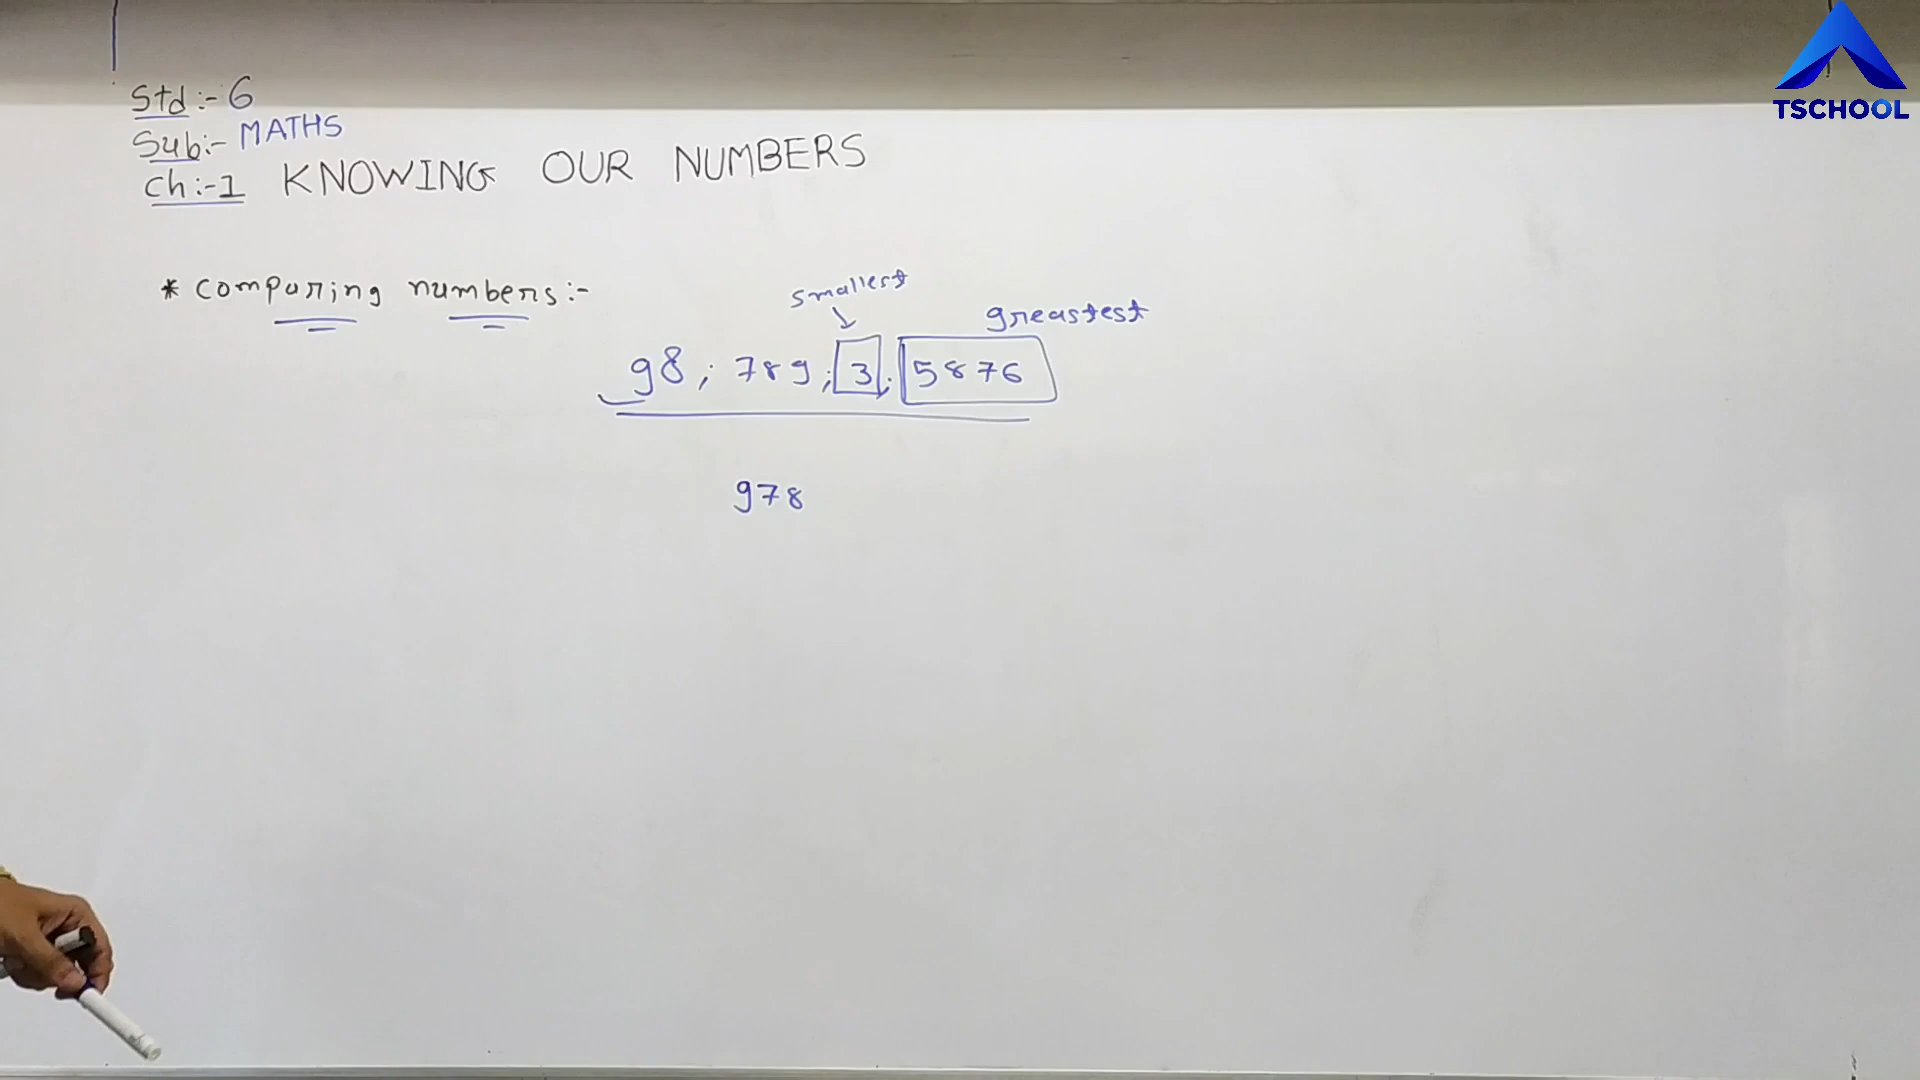 TSCHOOL
Std :- 6
Sub:- MATHS
Ch:-1 KNOWING OUR NUMBERS
* comparing numbers:-
smallest
greastest
98; 789; 3; 5876
978